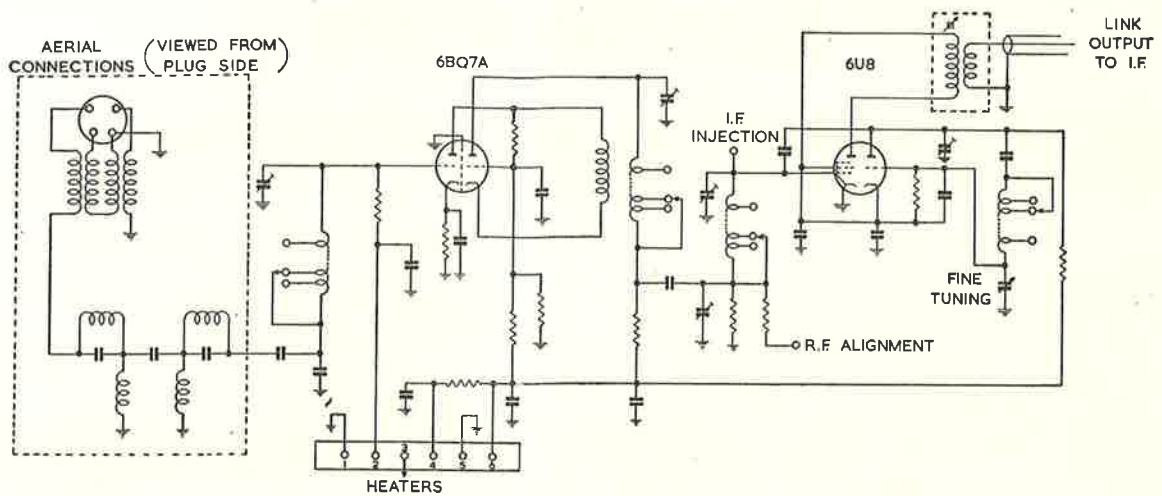 AERIAL
CONNECTIONS
(VIEWED FROM
PLUG SIDE)
6BQ7A
6U8
LINK
OUTPUT
TO I.F.
I.F.
INJECTION
FINE
TUNING
R.F. ALIGNMENT
1 2 3 4 5 6
HEATERS